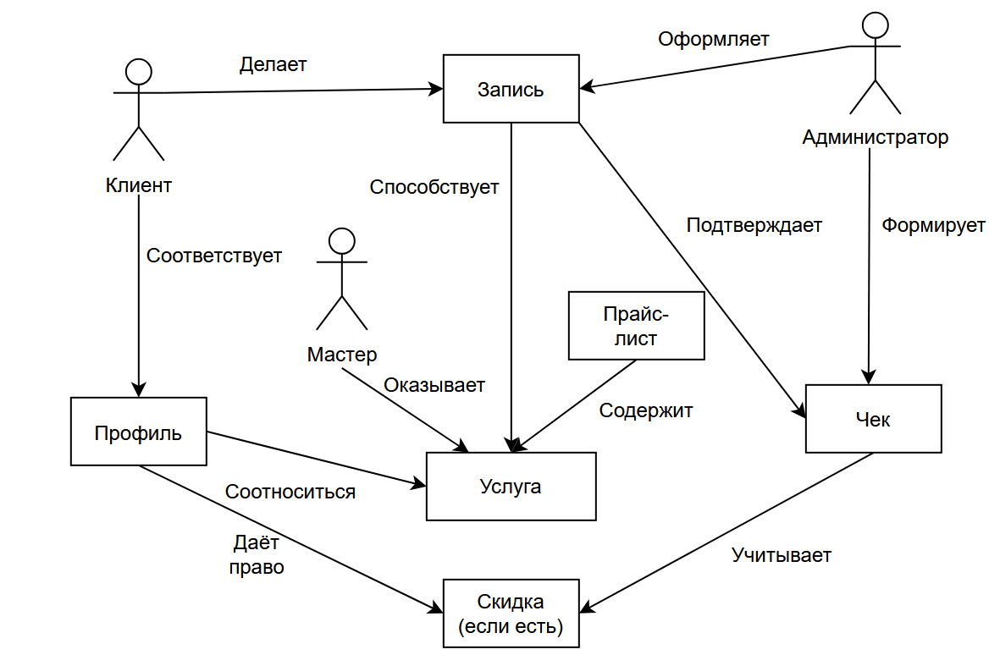 Оформляет
Делает
Запись
Администратор
Клиент
Способствует
Подтверждает
Формирует
Соответствует
Прайс-
лист
Мастер
Оказывает
Содержит
Чек
Профиль
Услуга
Соотноситься
Даёт
право
Учитывает
Скидка
(если есть)